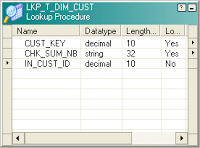 LKP_T_DIM_CUST
Lookup Procedure
Name Datatype Length... Lo...
CUST_KEY decimal 10 Yes
CHK_SUM_NB string 32 Yes
IN_CUST_ID decimal 10 No